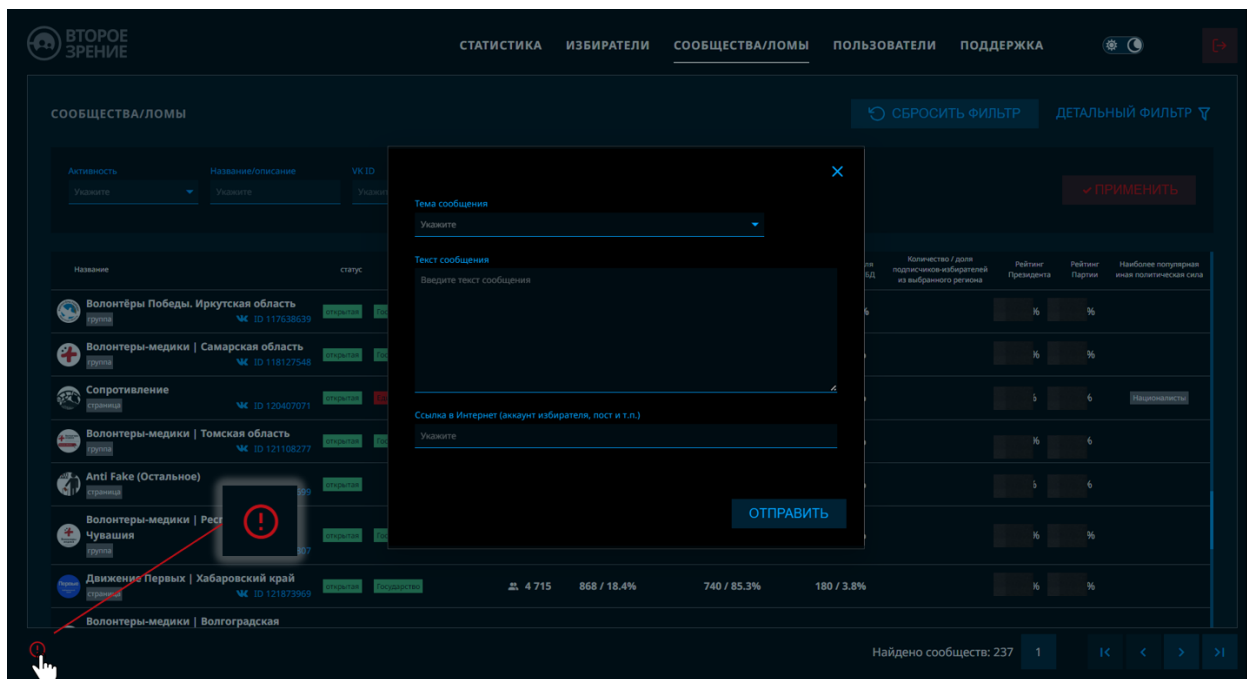 ВТОРОЕ
ЗРЕНИЕ
СТАТИСТИКА ИЗБИРАТЕЛИ СООБЩЕСТВА/ЛОМЫ ПОЛЬЗОВАТЕЛИ ПОДДЕРЖКА
СООБЩЕСТВА/ЛОМЫ
СБРОСИТЬ ФИЛЬТР ДЕТАЛЬНЫЙ ФИЛЬТР
Активность Название/описание VK ID
Укажите Укажите
ПРИМЕНИТЬ
Тема сообщения
Укажите
Текст сообщения
Введите текст сообщения
Ссылка в Интернет (аккаунт избирателя, пост и т.п.)
Укажите
ОТПРАВИТЬ
Название статус Количество / доля подписчиков-избирателей из выбранного региона Рейтинг Президента Рейтинг Партии Наиболее популярная иная политическая сила
Волонтёры Победы. Иркутская область
группа ID 117638639 открытая % %
Волонтеры-медики | Самарская область
группа ID 118127548 открытая % %
Сопротивление
страница ID 120407071 открытая Националисты
Волонтеры-медики | Томская область
группа ID 121108277 открытая %
Anti Fake (Остальное)
страница 599 открытая
Волонтеры-медики |
Чувашия
группа 607 открытая % %
Движение Первых | Хабаровский край
страница ID 121873969 открытая Государство 4 715 868 / 18.4% 740 / 85.3% 180 / 3.8% % %
Волонтеры-медики | Волгоградская
Найдено сообществ: 237 1